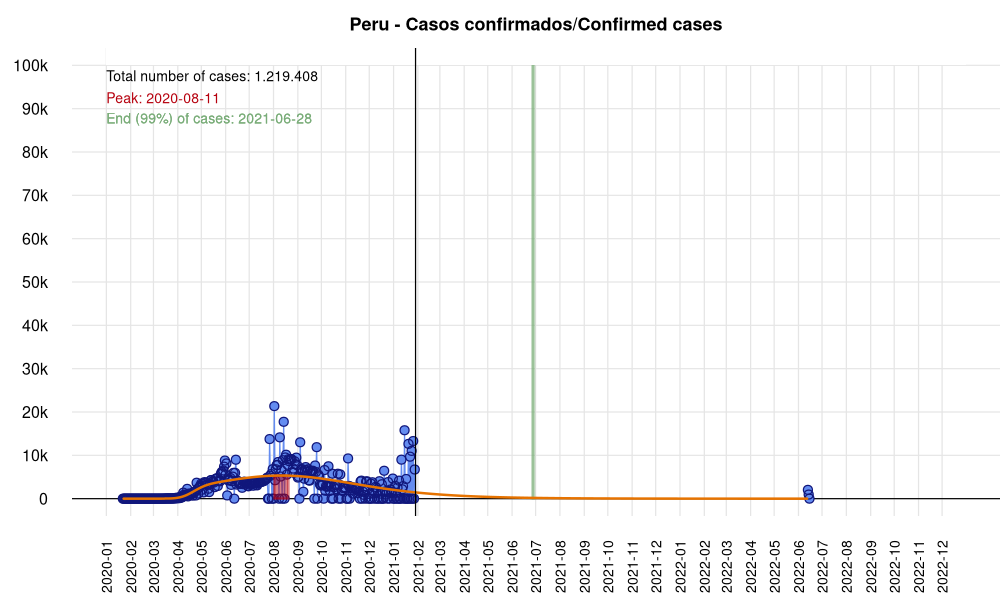 Peru - Casos confirmados/Confirmed cases
100k
Total number of cases: 1.219.408
Peak: 2020-08-11
90k
End (99%) of cases: 2021-06-28
80k
70k
60k
50k
40k
30k
20k
10k
0
2020-01
2020-02
2020-03
2020-04
2020-05
2020-06
2020-07
2020-08
2020-09
2020-10
2020-11
2020-12
2021-01
2021-02
2021-03
2021-04
2021-05
2021-06
2021-07
2021-08
2021-09
2021-10
2021-11
2021-12
2022-01
2022-02
2022-03
2022-04
2022-05
2022-06
2022-07
2022-08
2022-09
2022-10
2022-11
2022-12